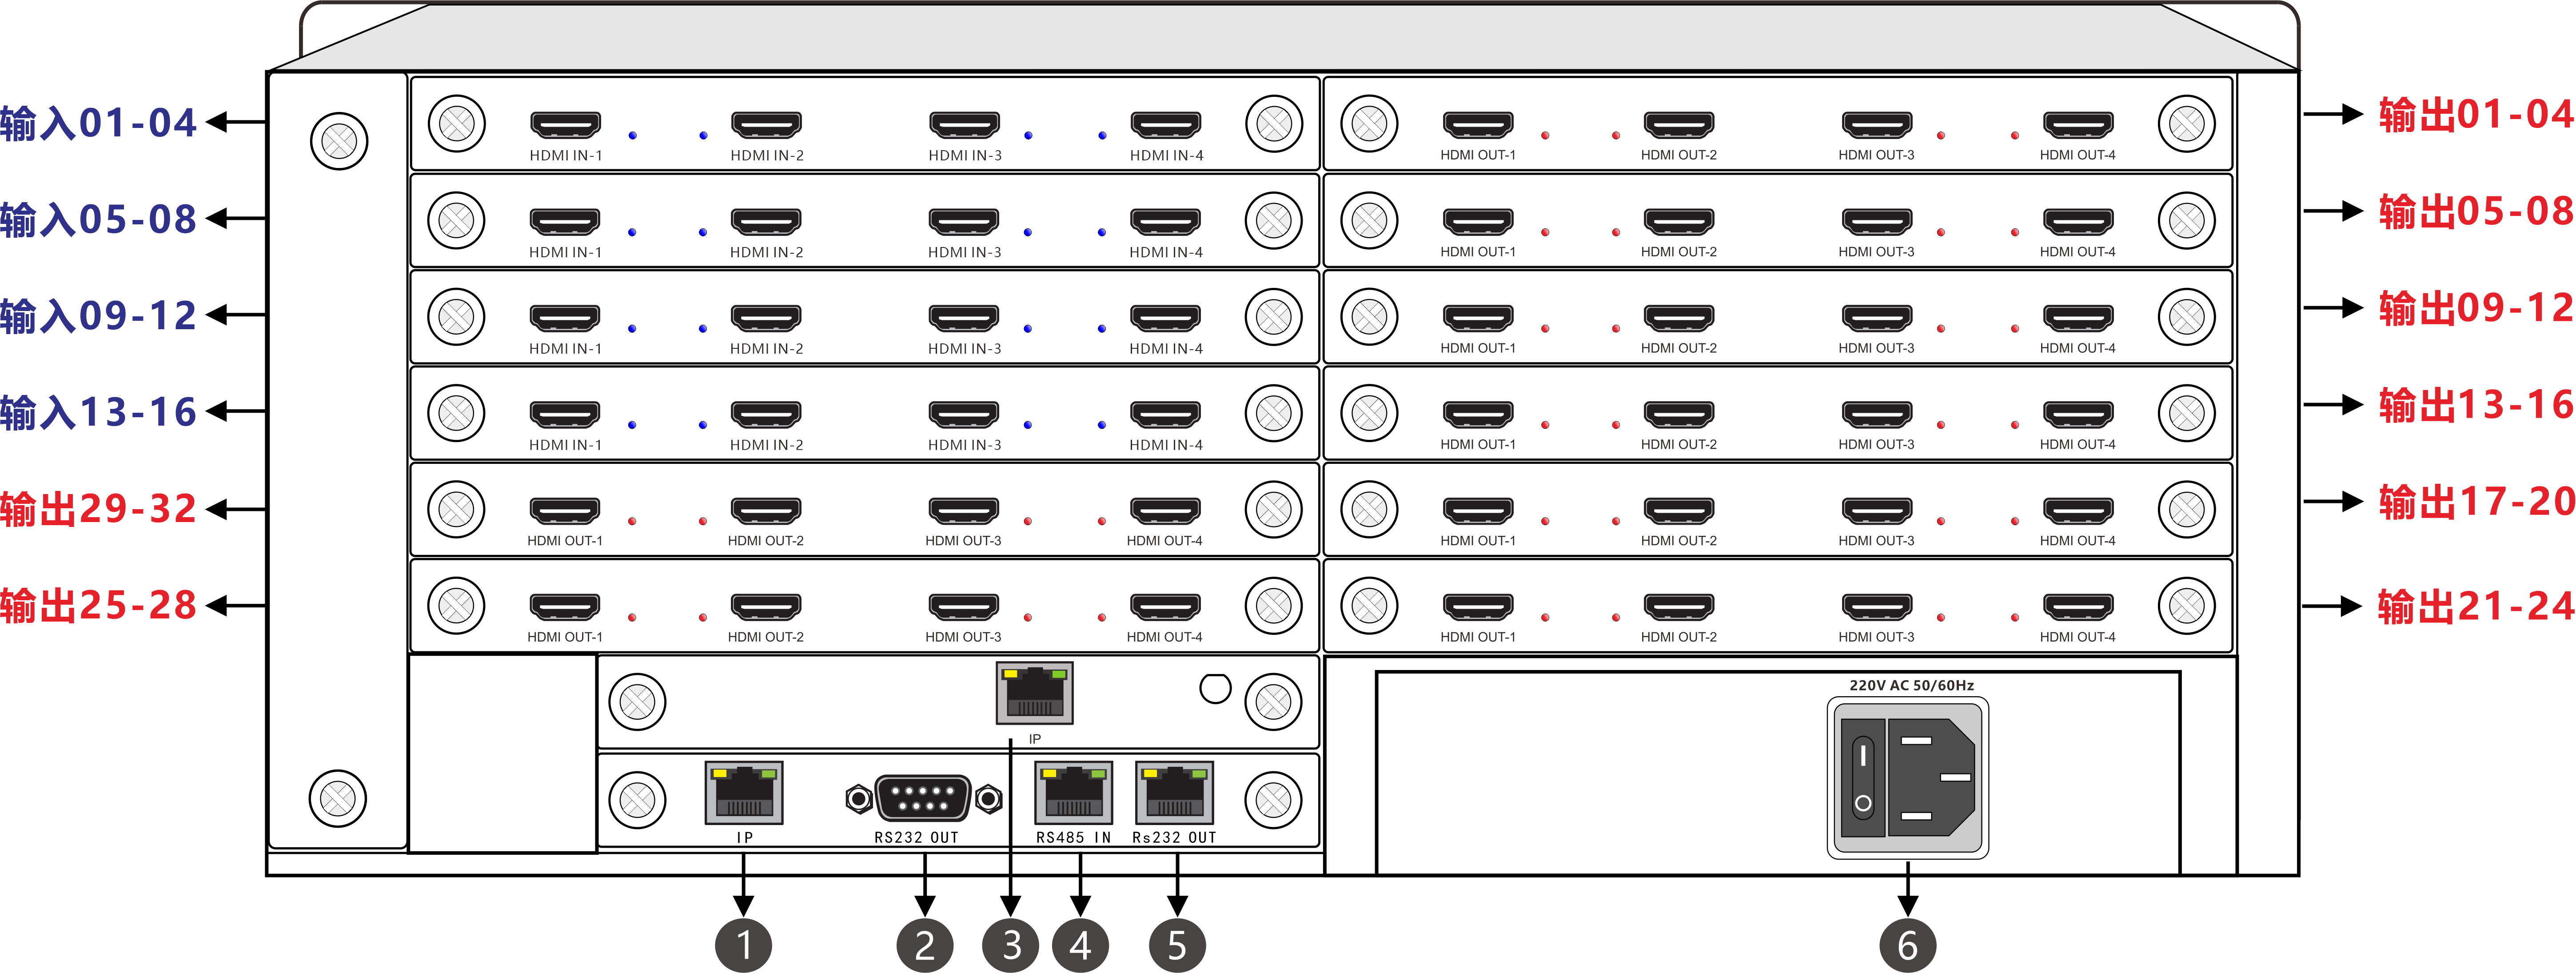 输入01-04
HDMI IN-1 HDMI IN-2 HDMI IN-3 HDMI IN-4
HDMI OUT-1 HDMI OUT-2 HDMI OUT-3 HDMI OUT-4
输出01-04
输入05-08
HDMI IN-1 HDMI IN-2 HDMI IN-3 HDMI IN-4
HDMI OUT-1 HDMI OUT-2 HDMI OUT-3 HDMI OUT-4
输出05-08
输入09-12
HDMI IN-1 HDMI IN-2 HDMI IN-3 HDMI IN-4
HDMI OUT-1 HDMI OUT-2 HDMI OUT-3 HDMI OUT-4
输出09-12
输入13-16
HDMI IN-1 HDMI IN-2 HDMI IN-3 HDMI IN-4
HDMI OUT-1 HDMI OUT-2 HDMI OUT-3 HDMI OUT-4
输出13-16
输出29-32
HDMI OUT-1 HDMI OUT-2 HDMI OUT-3 HDMI OUT-4
HDMI OUT-1 HDMI OUT-2 HDMI OUT-3 HDMI OUT-4
输出17-20
输出25-28
HDMI OUT-1 HDMI OUT-2 HDMI OUT-3 HDMI OUT-4
HDMI OUT-1 HDMI OUT-2 HDMI OUT-3 HDMI OUT-4
输出21-24
220V AC 50/60Hz
IP
IP RS232 OUT RS485 IN Rs232 OUT
1 2 3 4 5 6